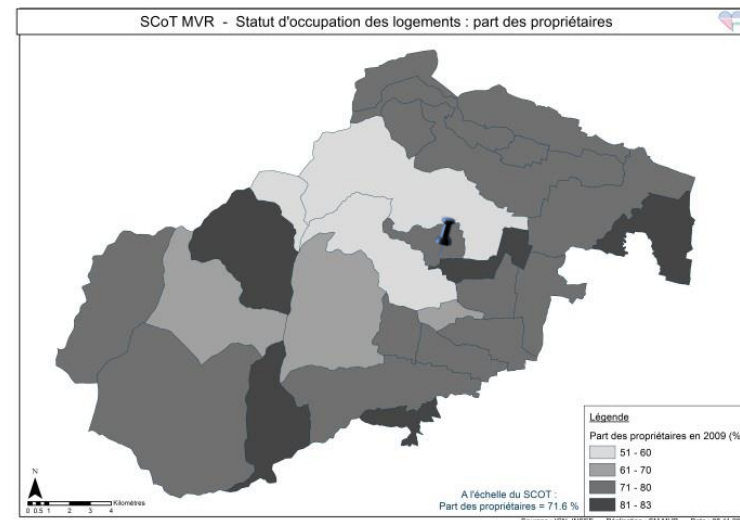 SCoT MVR - Statut d'occupation des logements : part des propriétaires
Légende
Part des propriétaires en 2009 (%
51 - 60
61 - 70
71 - 80
81 - 83
N
0 0.5 1 2 3 4 Kilomètres
A l'échelle du SCOT :
Part des propriétaires = 71.6 %